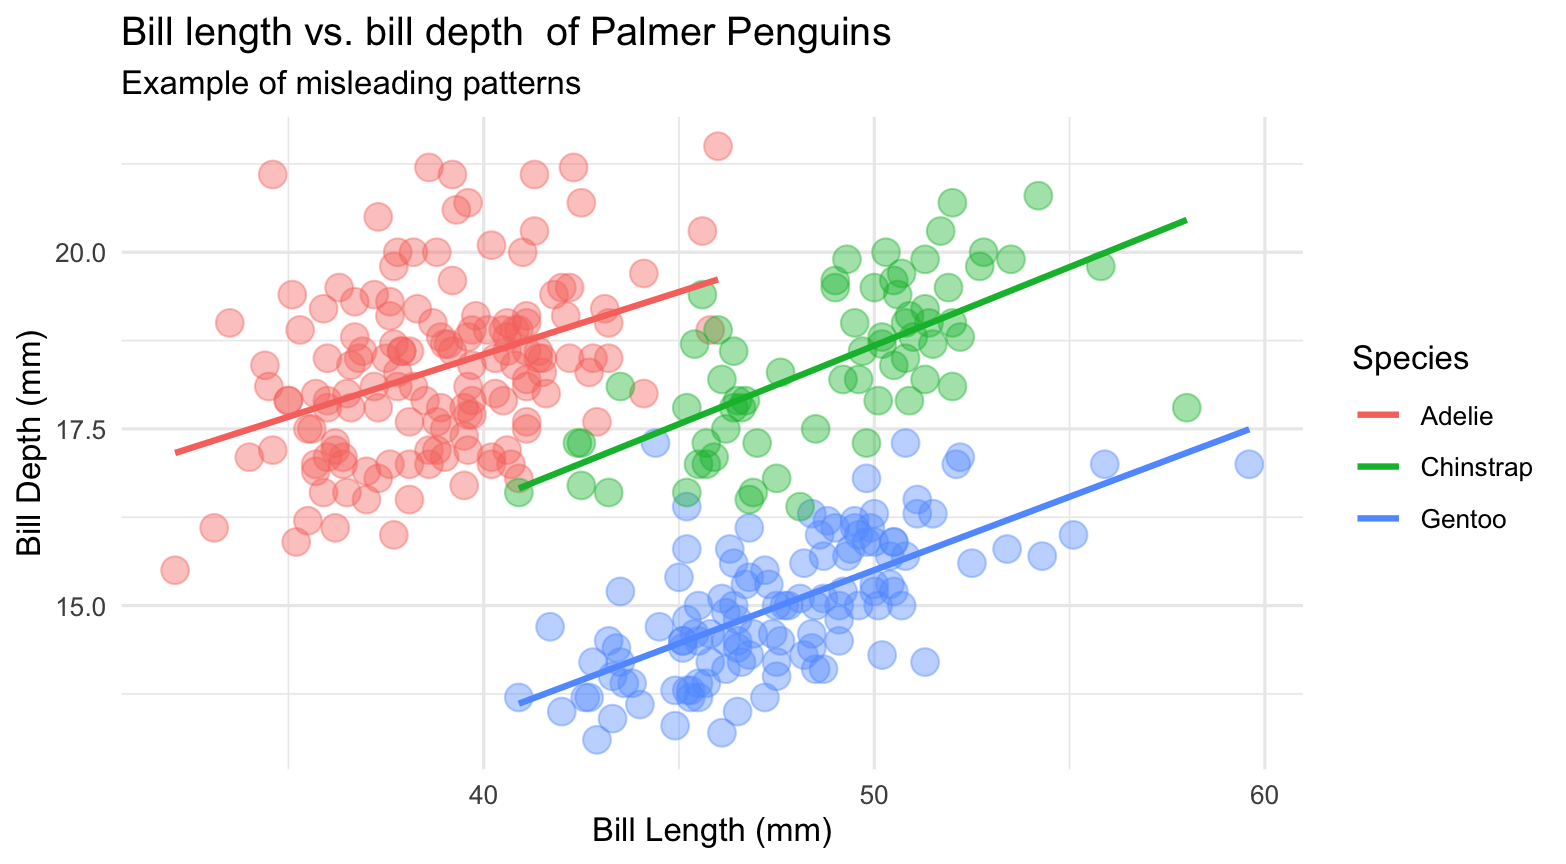 Bill length vs. bill depth  of Palmer Penguins
Example of misleading patterns
Bill Depth (mm)
20.0
17.5
15.0
40
50
60
Bill Length (mm)
Species
Adelie
Chinstrap
Gentoo